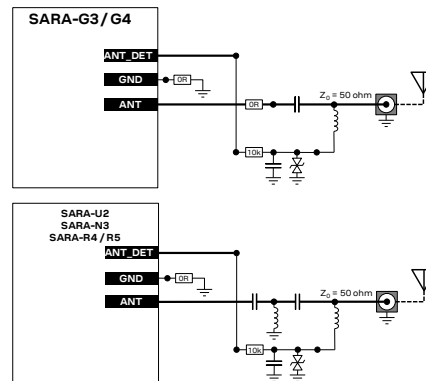 SARA-G3/G4
ANT_DET
GND
0R
ANT
0R
Z0 = 50 ohm
10k
SARA-U2
SARA-N3
SARA-R4/R5
ANT_DET
GND
0R
ANT
Z0 = 50 ohm
10k